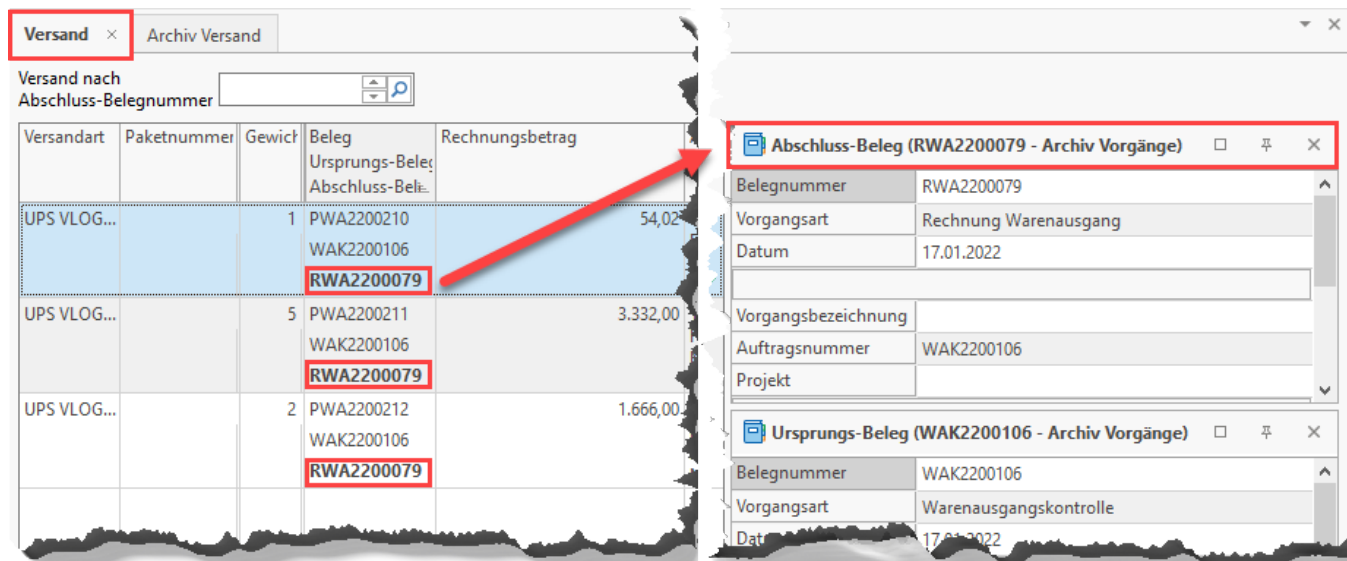 Versand
Archiv Versand
Versand nach
Abschluss-Belegnummer
Versandart Paketnummer Gewich Beleg Rechnungsbetrag
Ursprungs-Beleg
Abschluss-Bel
UPS VLOG... 1 PWA2200210 54,02
WAK2200106
RWA2200079
UPS VLOG... 5 PWA2200211 3.332,00
WAK2200106
RWA2200079
UPS VLOG... 2 PWA2200212 1.666,00
WAK2200106
RWA2200079
Abschluss-Beleg (RWA2200079 - Archiv Vorgänge)
Belegnummer RWA2200079
Vorgangsart Rechnung Warenausgang
Datum 17.01.2022
Vorgangsbezeichnung
Auftragsnummer WAK2200106
Projekt
Ursprungs-Beleg (WAK2200106 - Archiv Vorgänge)
Belegnummer WAK2200106
Vorgangsart Warenausgangskontrolle
Dat 17.01.2022